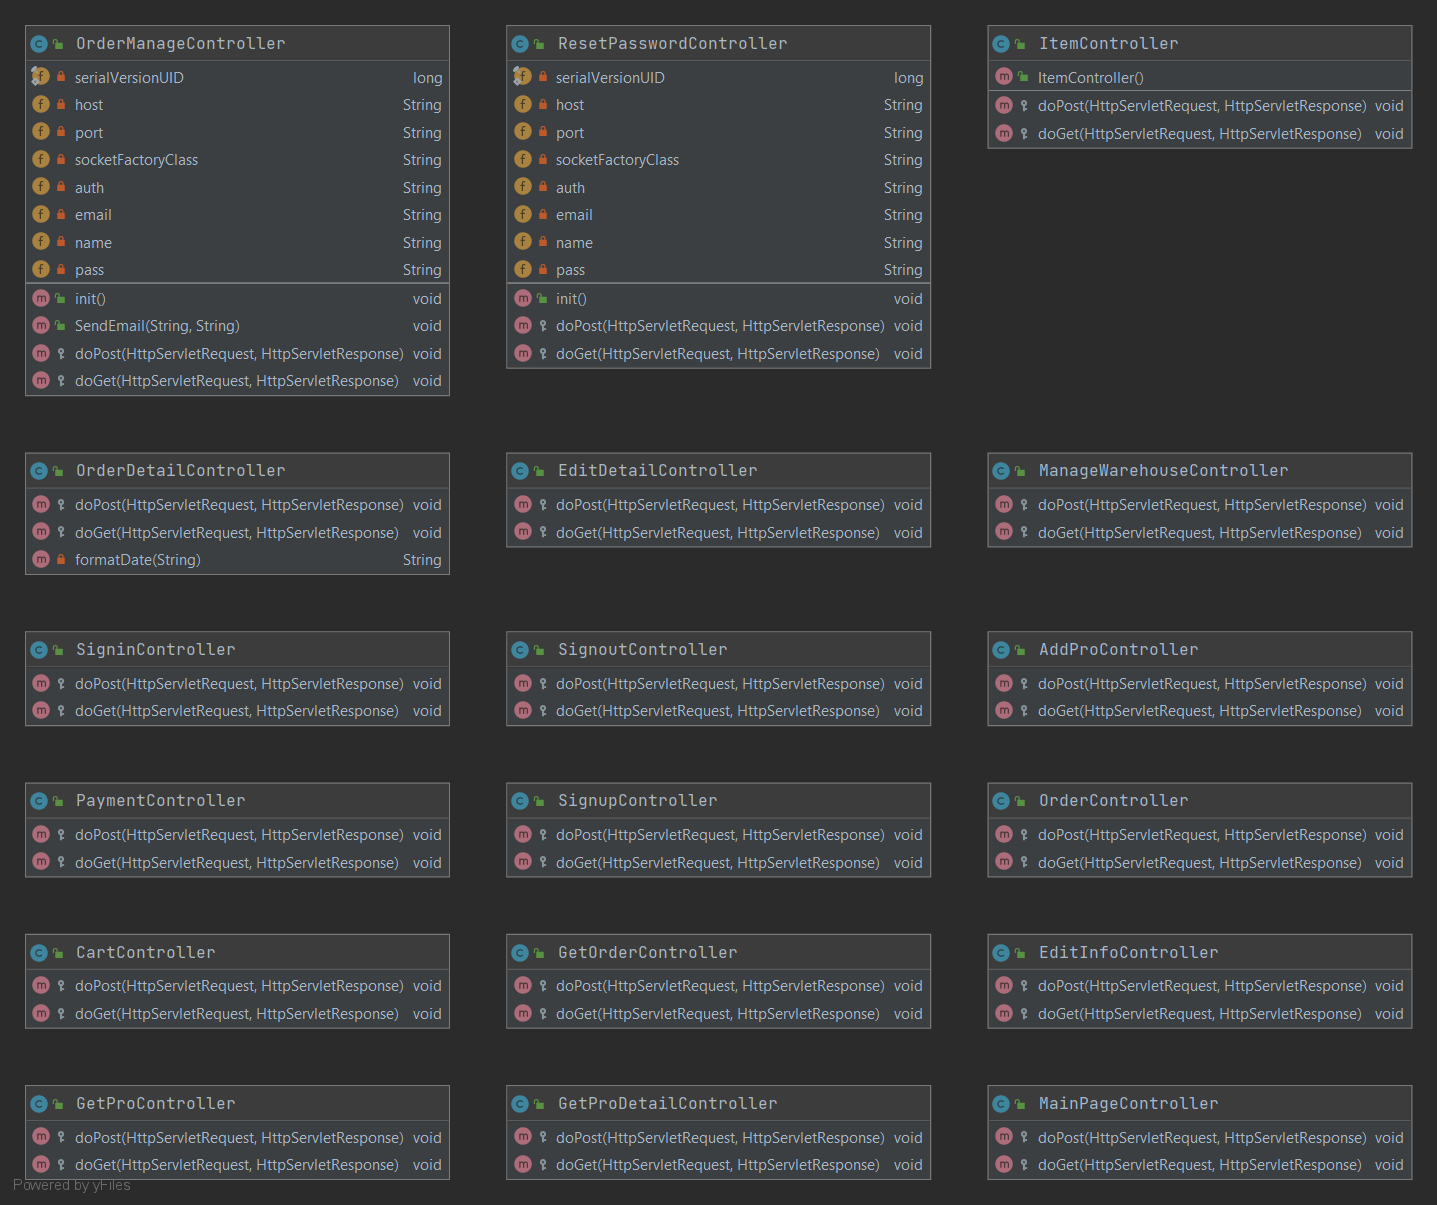 OrderManageController
serialVersionUID long
host String
port String
socketFactoryClass String
auth String
email String
name String
pass String
init() void
SendEmail(String, String) void
doPost(HttpServletRequest, HttpServletResponse) void
doGet(HttpServletRequest, HttpServletResponse) void
ResetPasswordController
serialVersionUID long
host String
port String
socketFactoryClass String
auth String
email String
name String
pass String
init() void
doPost(HttpServletRequest, HttpServletResponse) void
doGet(HttpServletRequest, HttpServletResponse) void
ItemController
ItemController()
doPost(HttpServletRequest, HttpServletResponse) void
doGet(HttpServletRequest, HttpServletResponse) void
OrderDetailController
doPost(HttpServletRequest, HttpServletResponse) void
doGet(HttpServletRequest, HttpServletResponse) void
formatDate(String) String
EditDetailController
doPost(HttpServletRequest, HttpServletResponse) void
doGet(HttpServletRequest, HttpServletResponse) void
ManageWarehouseController
doPost(HttpServletRequest, HttpServletResponse) void
doGet(HttpServletRequest, HttpServletResponse) void
SigninController
doPost(HttpServletRequest, HttpServletResponse) void
doGet(HttpServletRequest, HttpServletResponse) void
SignoutController
doPost(HttpServletRequest, HttpServletResponse) void
doGet(HttpServletRequest, HttpServletResponse) void
AddProController
doPost(HttpServletRequest, HttpServletResponse) void
doGet(HttpServletRequest, HttpServletResponse) void
PaymentController
doPost(HttpServletRequest, HttpServletResponse) void
doGet(HttpServletRequest, HttpServletResponse) void
SignupController
doPost(HttpServletRequest, HttpServletResponse) void
doGet(HttpServletRequest, HttpServletResponse) void
OrderController
doPost(HttpServletRequest, HttpServletResponse) void
doGet(HttpServletRequest, HttpServletResponse) void
CartController
doPost(HttpServletRequest, HttpServletResponse) void
doGet(HttpServletRequest, HttpServletResponse) void
GetOrderController
doPost(HttpServletRequest, HttpServletResponse) void
doGet(HttpServletRequest, HttpServletResponse) void
EditInfoController
doPost(HttpServletRequest, HttpServletResponse) void
doGet(HttpServletRequest, HttpServletResponse) void
GetProController
doPost(HttpServletRequest, HttpServletResponse) void
doGet(HttpServletRequest, HttpServletResponse) void
GetProDetailController
doPost(HttpServletRequest, HttpServletResponse) void
doGet(HttpServletRequest, HttpServletResponse) void
MainPageController
doPost(HttpServletRequest, HttpServletResponse) void
doGet(HttpServletRequest, HttpServletResponse) void
Powered by yFiles